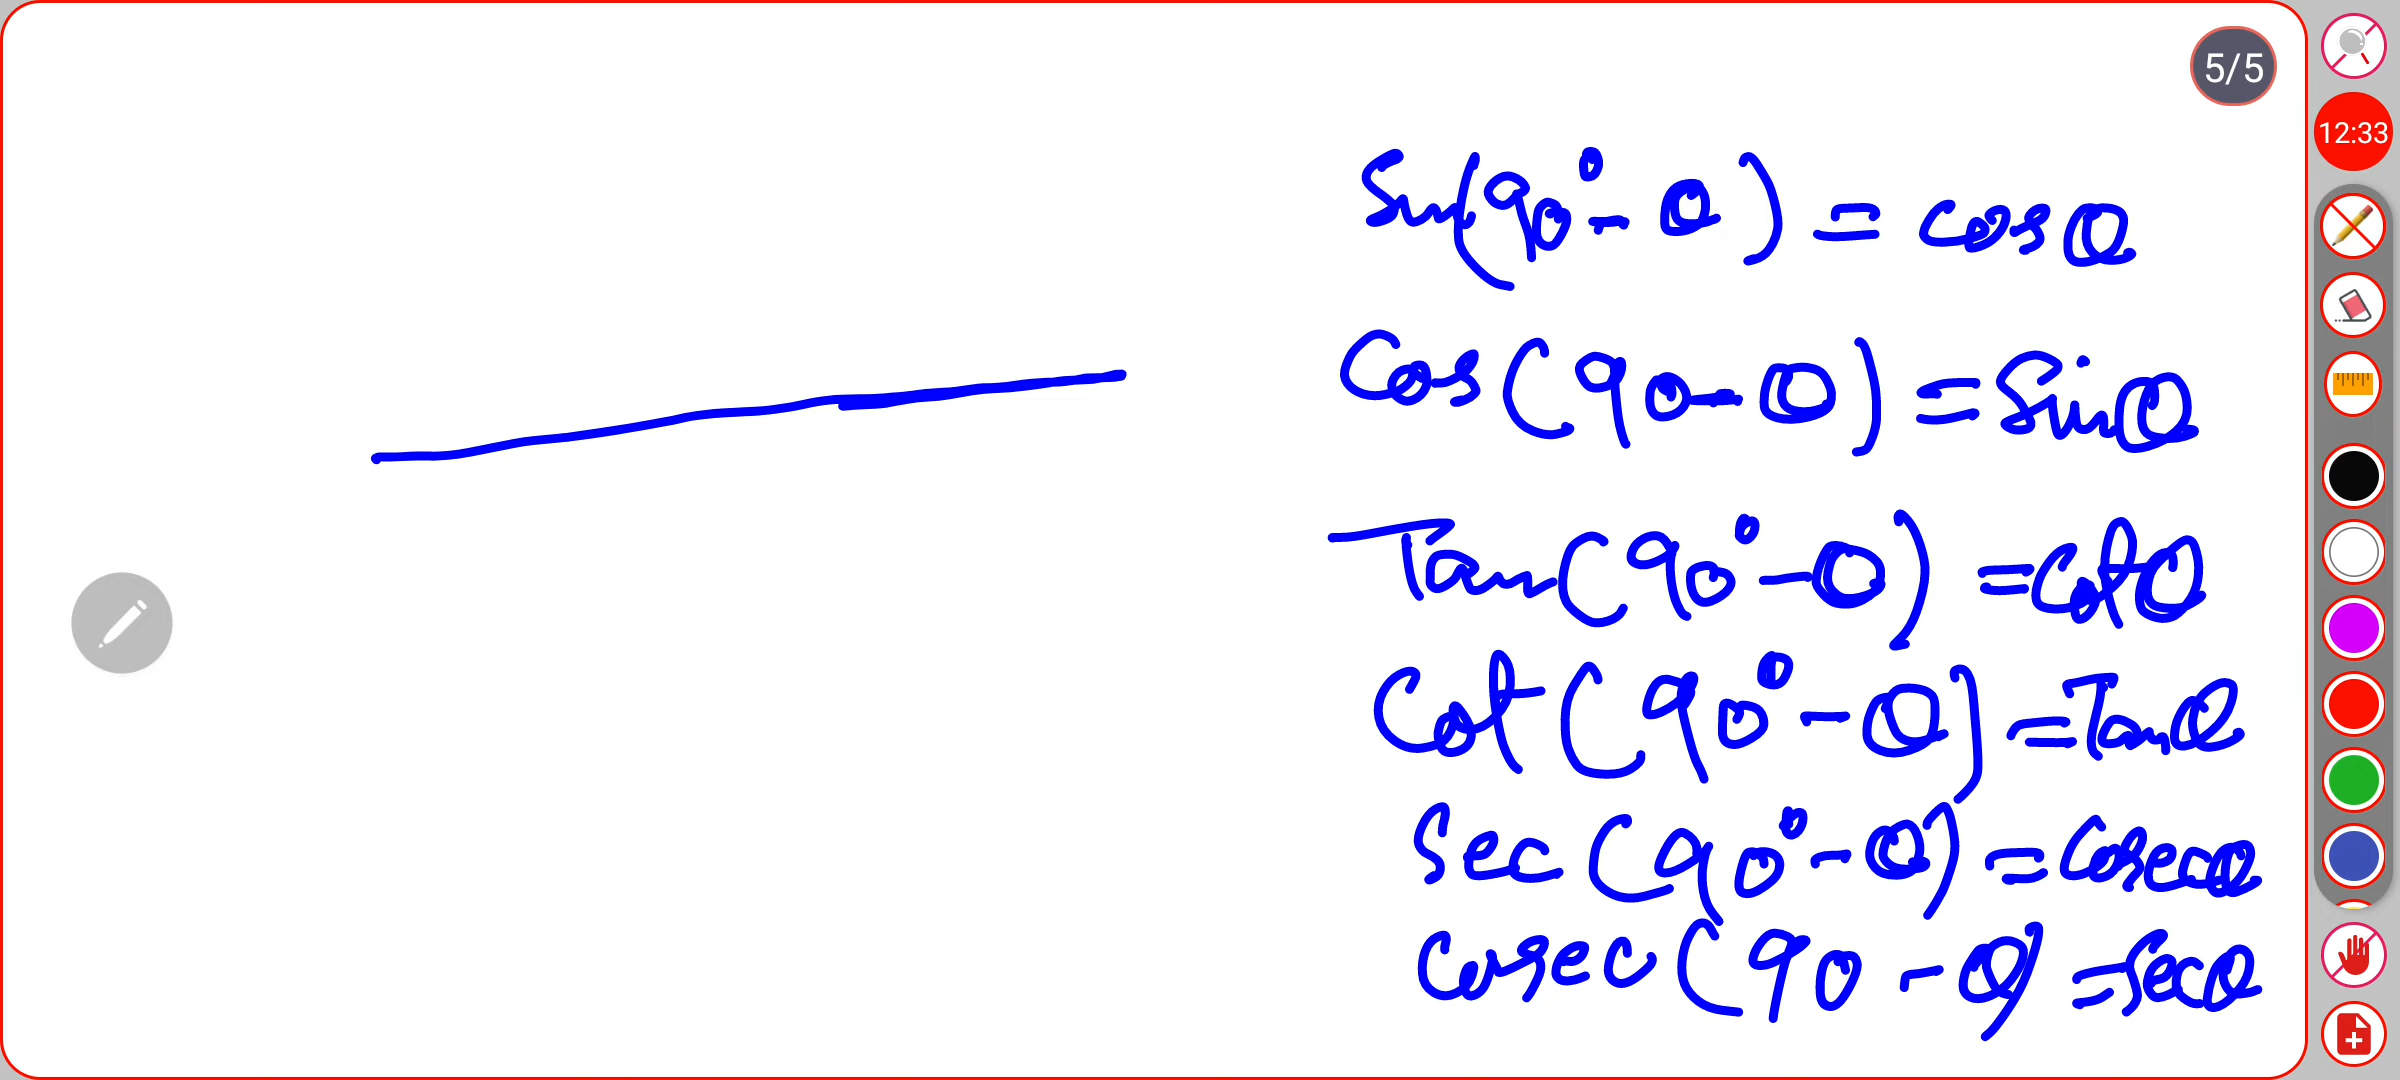 5/5
12:33
Sin(90°-θ) = cosθ
Cos(90-θ) = Sinθ
Tan(90°-θ) = Cotθ
Cot(90°-θ) = Tanθ
Sec(90°-θ) = Cosecθ
Cosec(90-θ) = Secθ